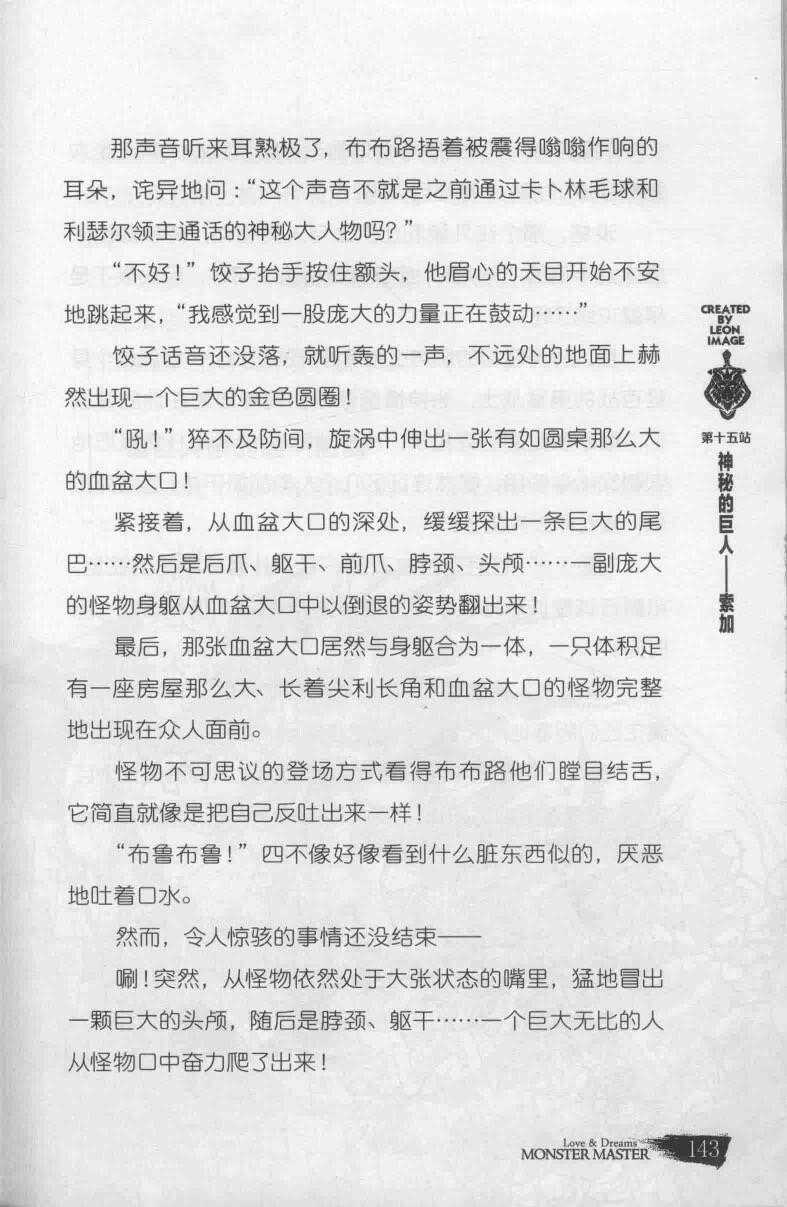 那声音听来耳熟极了，布布路捂着被震得嗡嗡作响的
耳朵，诧异地问：“这个声音不就是之前通过卡卜林毛球和
利瑟尔领主通话的神秘大人物吗？”
“不好！”饺子抬手按住额头，他眉心的天目开始不安
地跳起来，“我感觉到一股庞大的力量正在鼓动……”
饺子话音还没落，就听轰的一声，不远处的地面上赫
然出现一个巨大的金色圆圈！
“吼！”猝不及防间，旋涡中伸出一张有如圆桌那么大
的血盆大口！
紧接着，从血盆大口的深处，缓缓探出一条巨大的尾
巴……然后是后爪、躯干、前爪、脖颈、头颅……一副庞大
的怪物身躯从血盆大口中以倒退的姿势翻出来！
最后，那张血盆大口居然与身躯合为一体，一只体积足
有一座房屋那么大、长着尖利长角和血盆大口的怪物完整
地出现在众人面前。
怪物不可思议的登场方式看得布布路他们瞠目结舌，
它简直就像是把自己反吐出来一样！
“布鲁布鲁！”四不像好像看到什么脏东西似的，厌恶
地吐着口水。
然而，令人惊骇的事情还没结束——
唰！突然，从怪物依然处于大张状态的嘴里，猛地冒出
一颗巨大的头颅，随后是脖颈、躯干……一个巨大无比的人
从怪物口中奋力爬了出来！
CREATED
BY
LEON
IMAGE
第十五站
神秘的巨人——索加
Love & Dreams
MONSTER MASTER
143